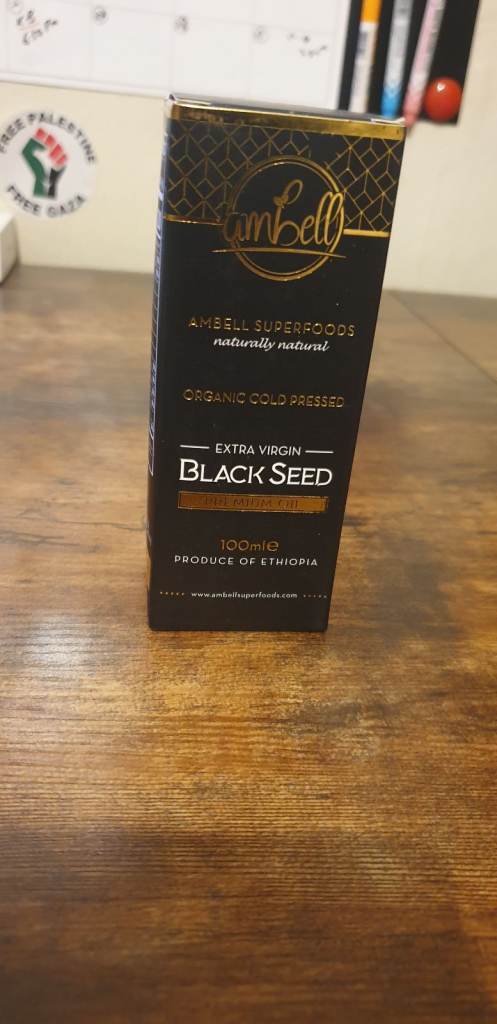 FREE PALESTINE
FREE GAZA
ambell
AMBELL SUPERFOODS
naturally natural
ORGANIC COLD PRESSED
EXTRA VIRGIN
BLACK SEED
PREMIUM OIL
100ml e
PRODUCE OF ETHIOPIA
www.ambellsuperfoods.com